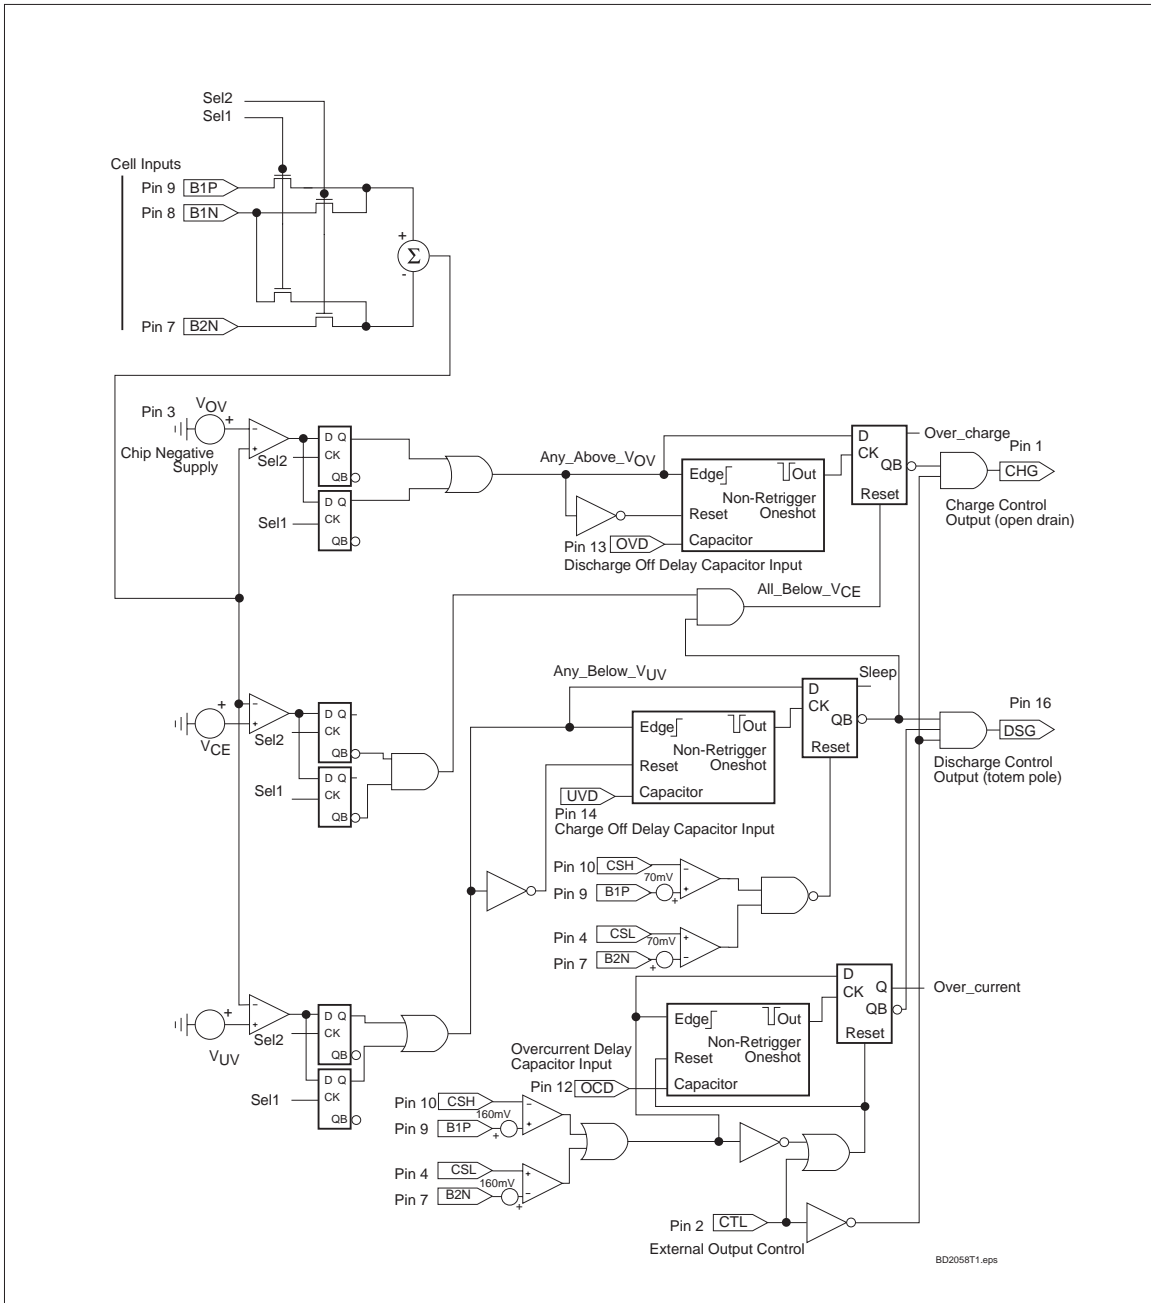 Sel2
Sel1
Cell Inputs
Pin 9 B1P
Pin 8 B1N
+
Σ
-
Pin 7 B2N
Pin 3
VOV
+
Chip Negative
Supply
−
+
Sel2
D Q
CK
QB
Sel1
D Q
CK
QB
Any_Above_VOV
Edge
Out
Non-Retrigger
Oneshot
Reset
Capacitor
Pin 13 OVD
Discharge Off Delay Capacitor Input
D
CK
QB
Reset
Over_charge
Pin 1
CHG
Charge Control
Output (open drain)
All_Below_VCE
VCE
+
−
+
Sel2
D Q
CK
QB
Sel1
D Q
CK
QB
Any_Below_VUV
Edge
Out
Non-Retrigger
Oneshot
Reset
Capacitor
UVD
Pin 14
Charge Off Delay Capacitor Input
D
CK
QB
Reset
Sleep
Pin 16
DSG
Discharge Control
Output (totem pole)
Pin 10 CSH
70mV
Pin 9 B1P
+
−
+
Pin 4 CSL
70mV
Pin 7 B2N
+
+
−
VUV
+
−
+
Sel2
D Q
CK
QB
Sel1
D Q
CK
QB
D
Q
CK
QB
Reset
Over_current
Edge
Out
Non-Retrigger
Oneshot
Reset
Capacitor
Overcurrent Delay
Capacitor Input
Pin 12 OCD
Pin 10 CSH
160mV
Pin 9 B1P
+
−
+
Pin 4 CSL
160mV
Pin 7 B2N
+
+
−
Pin 2 CTL
External Output Control
BD2058T1.eps